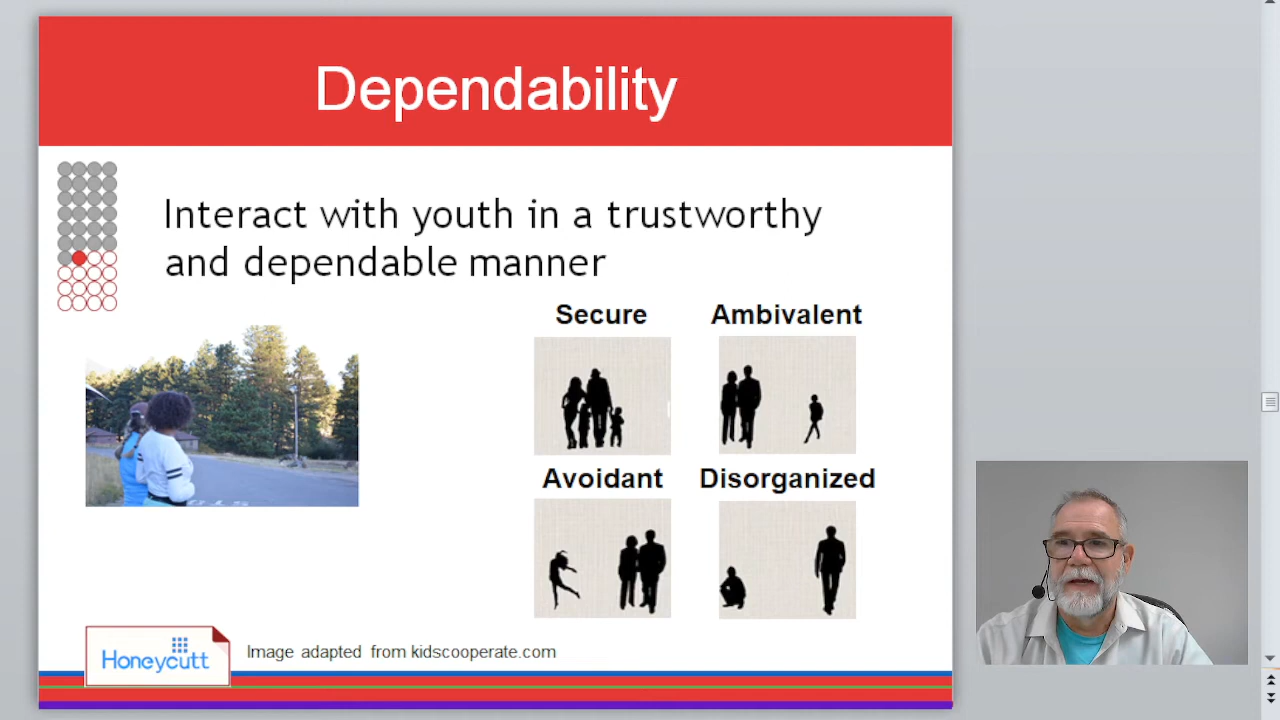 Dependability
Interact with youth in a trustworthy
and dependable manner
Secure
Ambivalent
Avoidant
Disorganized
Honeycutt
Image adapted from kidscooperate.com